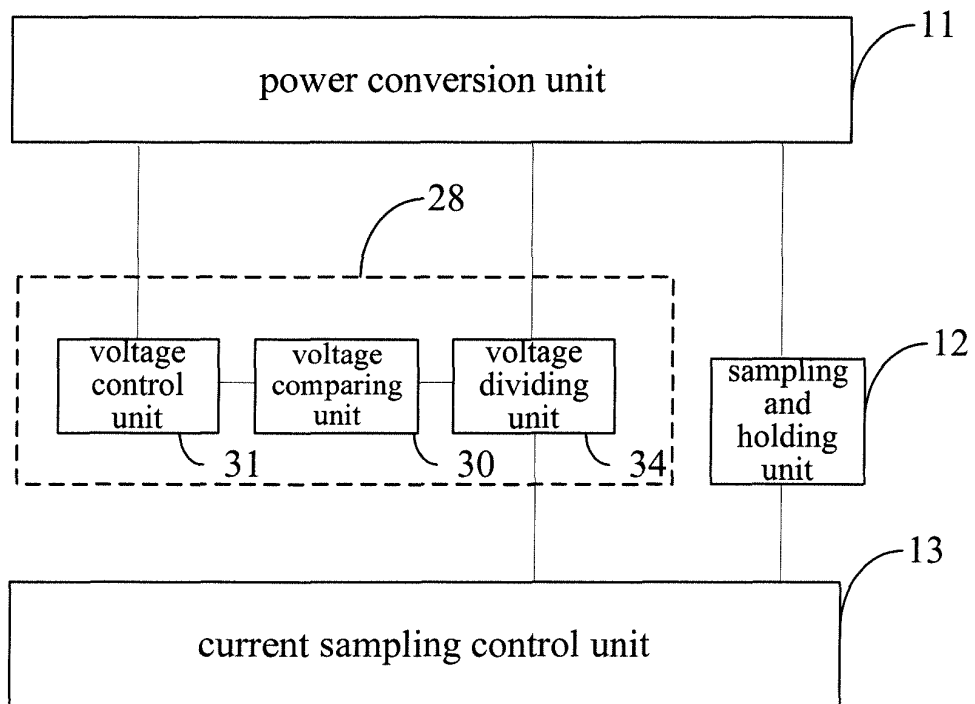 11
power conversion unit
28
voltage
control
unit
31
voltage
comparing
unit
30
voltage
dividing
unit
34
12
sampling
and
holding
unit
13
current sampling control unit